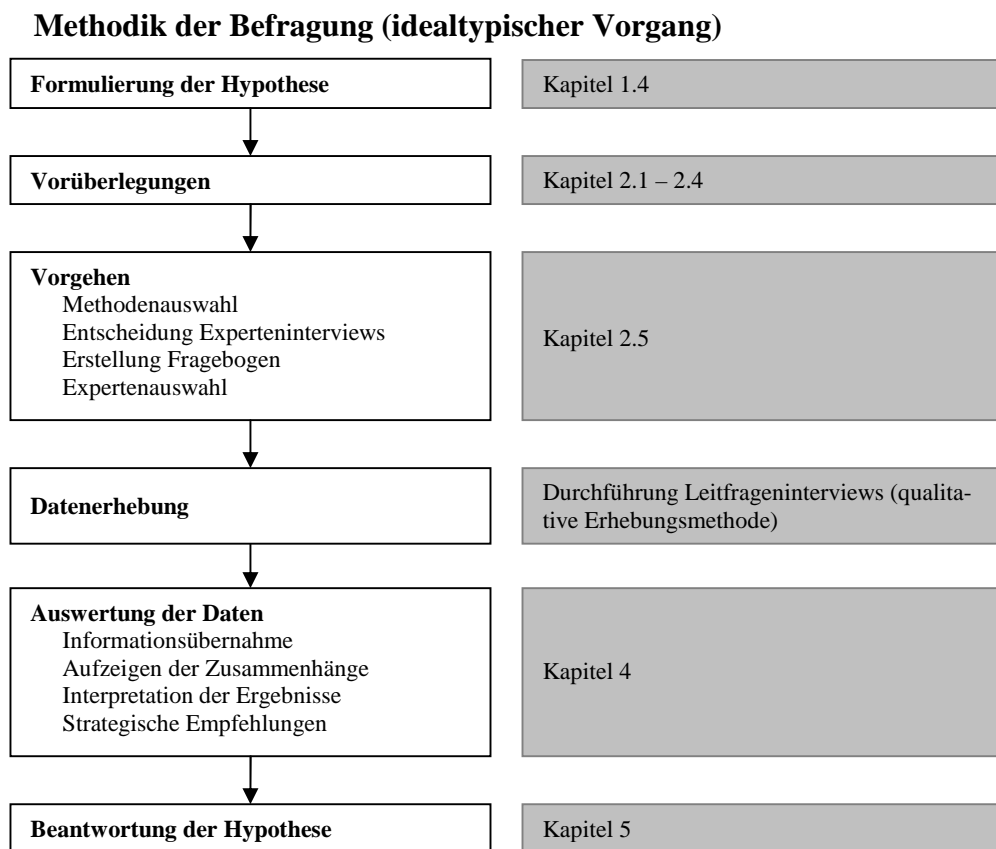 Methodik der Befragung (idealtypischer Vorgang)
Formulierung der Hypothese
Kapitel 1.4
Vorüberlegungen
Kapitel 2.1 – 2.4
Vorgehen
Methodenauswahl
Entscheidung Experteninterviews
Erstellung Fragebogen
Expertenauswahl
Kapitel 2.5
Datenerhebung
Durchführung Leitfrageninterviews (qualita-
tive Erhebungsmethode)
Auswertung der Daten
Informationsübernahme
Aufzeigen der Zusammenhänge
Interpretation der Ergebnisse
Strategische Empfehlungen
Kapitel 4
Beantwortung der Hypothese
Kapitel 5